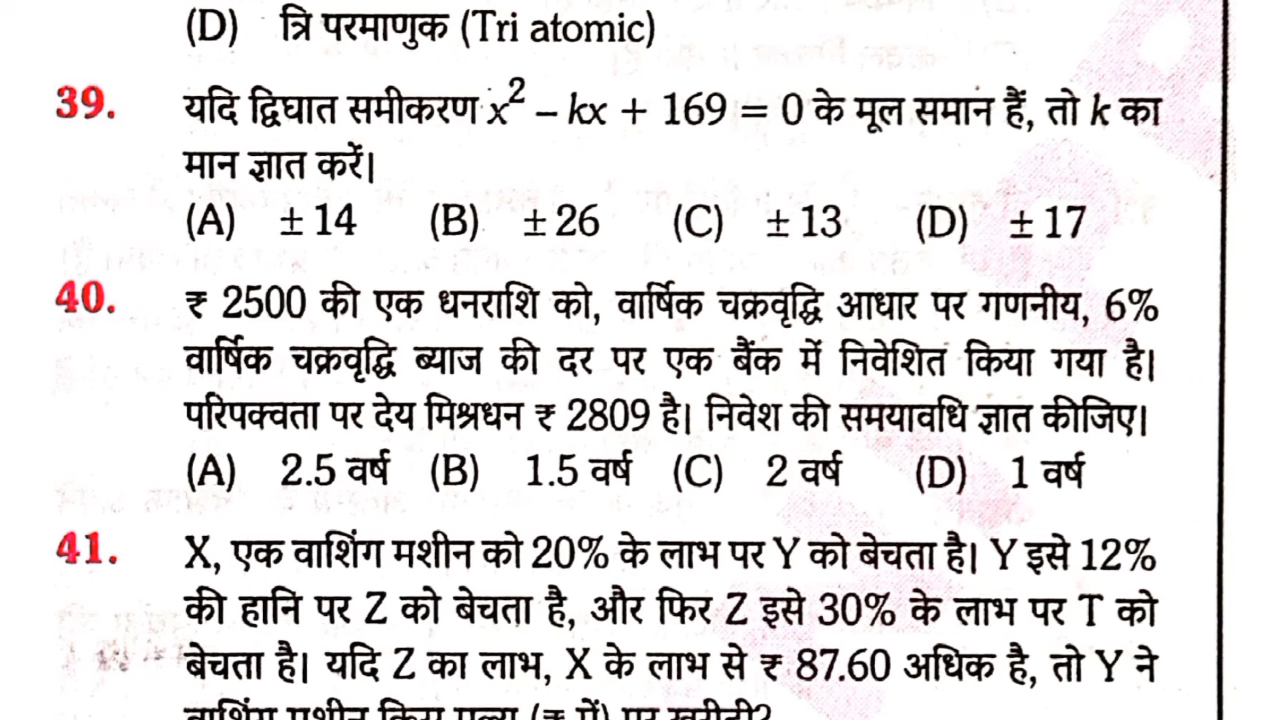 (D) त्रि परमाणुक (Tri atomic)
39. यदि द्विघात समीकरण x² – kx + 169 = 0 के मूल समान हैं, तो k का
मान ज्ञात करें।
(A) ± 14 (B) ± 26 (C) ± 13 (D) ± 17
40. ₹ 2500 की एक धनराशि को, वार्षिक चक्रवृद्धि आधार पर गणनीय, 6%
वार्षिक चक्रवृद्धि ब्याज की दर पर एक बैंक में निवेशित किया गया है।
परिपक्वता पर देय मिश्रधन ₹ 2809 है। निवेश की समयावधि ज्ञात कीजिए।
(A) 2.5 वर्ष (B) 1.5 वर्ष (C) 2 वर्ष (D) 1 वर्ष
41. X, एक वाशिंग मशीन को 20% के लाभ पर Y को बेचता है। Y इसे 12%
की हानि पर Z को बेचता है, और फिर Z इसे 30% के लाभ पर T को
बेचता है। यदि Z का लाभ, X के लाभ से ₹ 87.60 अधिक है, तो Y ने
वाशिंग मशीन किस मूल्य (₹ में) पर खरीदी?